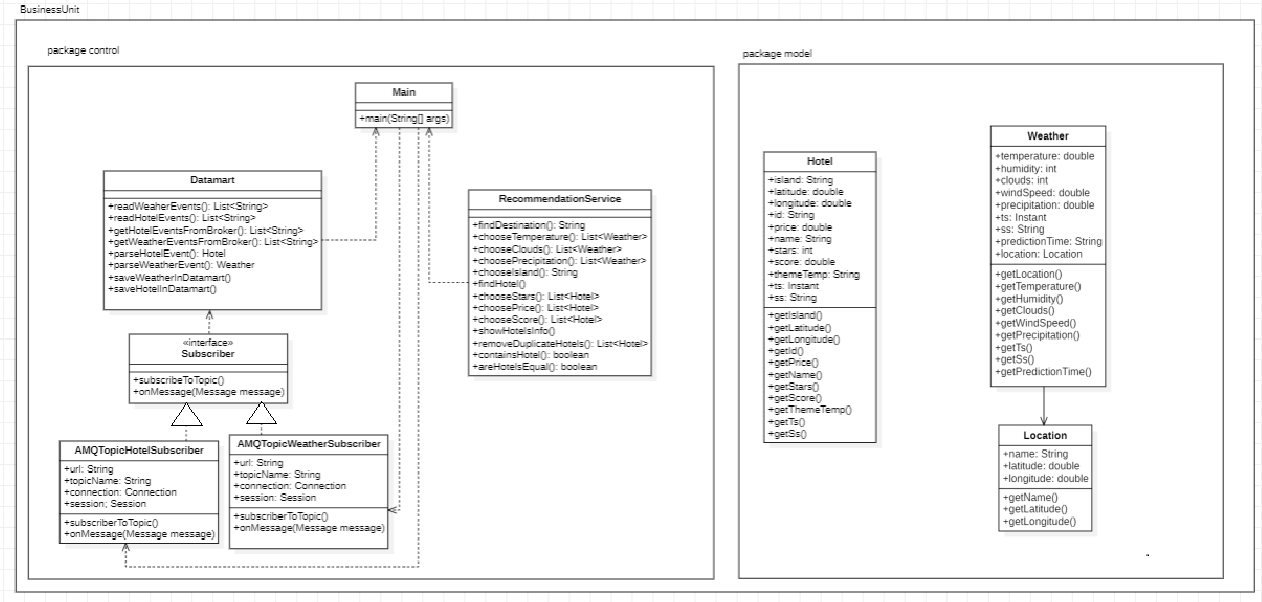 BusinessUnit
package control
Main
+main(String[] args)
Datamart
+readWeaherEvents(): List<String>
+readHotelEvents(): List<String>
+getHotelEventsFromBroker(): List<String>
+getWeatherEventsFromBroker(): List<String>
+parseHotelEvent(): Hotel
+parseWeatherEvent(): Weather
+saveWeatherInDatamart()
+saveHotelInDatamart()
RecommendationService
+findDestination(): String
+chooseTemperature(): List<Weather>
+chooseClouds(): List<Weather>
+choosePrecipitation(): List<Weather>
+chooseIsland(): String
+findHotel()
+chooseStars(): List<Hotel>
+choosePrice(): List<Hotel>
+chooseScore(): List<Hotel>
+showHotelsInfo()
+removeDuplicateHotels(): List<Hotel>
+containsHotel(): boolean
+areHotelsEqual(): boolean
«interface»
Subscriber
+subscribeToTopic()
+onMessage(Message message)
AMQTopicHotelSubscriber
+url: String
+topicName: String
+connection: Connection
+session: Session
+subscriberToTopic()
+onMessage(Message message)
AMQTopicWeatherSubscriber
+url: String
+topicName: String
+connection: Connection
+session: Session
+subscriberToTopic()
+onMessage(Message message)
package model
Hotel
+island: String
+latitude: double
+longitude: double
+id: String
+price: double
+name: String
+stars: int
+score: double
+themeTemp: String
+ts: Instant
+ss: String
+getIsland()
+getLatitude()
+getLongitude()
+getId()
+getPrice()
+getName()
+getStars()
+getScore()
+getThemeTemp()
+getTs()
+getSs()
Weather
+temperature: double
+humidity: int
+clouds: int
+windSpeed: double
+precipitation: double
+ts: Instant
+ss: String
+predictionTime: String
+location: Location
+getLocation()
+getTemperature()
+getHumidity()
+getClouds()
+getWindSpeed()
+getPrecipitation()
+getTs()
+getSs()
+getPredictionTime()
Location
+name: String
+latitude: double
+longitude: double
+getName()
+getLatitude()
+getLongitude()